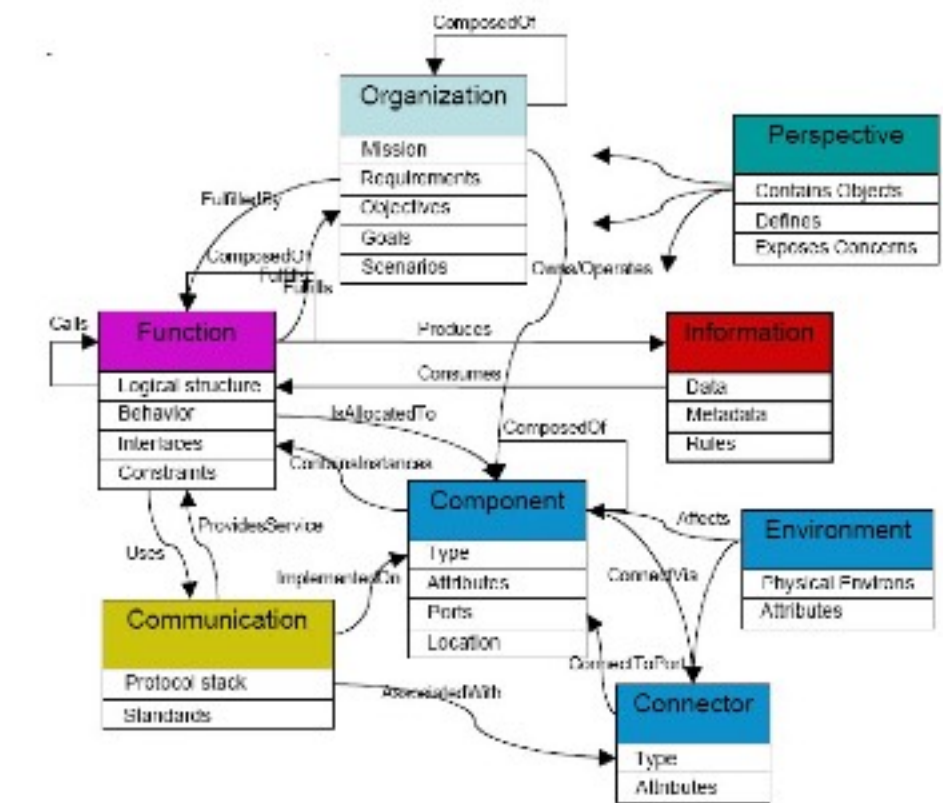 ComposedOf
Organization
Mission
Requirements
Objectives
Goals
Scenarios
Perspective
Contains Objects
Defines
Exposes Concerns
FulfilledBy
ComposedOf
Fulfills
Owns/Operates
Calls
Function
Logical structure
Behavior
Interfaces
Constraints
Produces
Consumes
Information
Data
Metadata
Rules
IsAllocatedTo
ComposedOf
ContainsInstances
Component
Type
Attributes
Ports
Location
Affects
Environment
Physical Environs
Attributes
Uses
ProvidesService
ImplementedOn
ConnectVia
Communication
Protocol stack
Standards
AssociatedWith
ConnectToPort
Connector
Type
Attributes